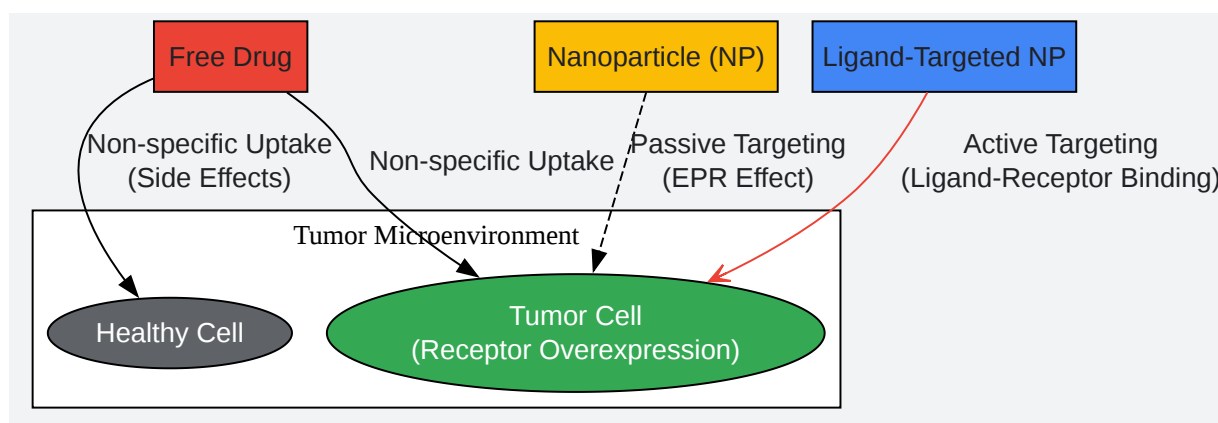 Free Drug
Nanoparticle (NP)
Ligand-Targeted NP
Non-specific Uptake
(Side Effects)
Non-specific Uptake
Passive Targeting
(EPR Effect)
Active Targeting
(Ligand-Receptor Binding)
Tumor Microenvironment
Healthy Cell
Tumor Cell
(Receptor Overexpression)